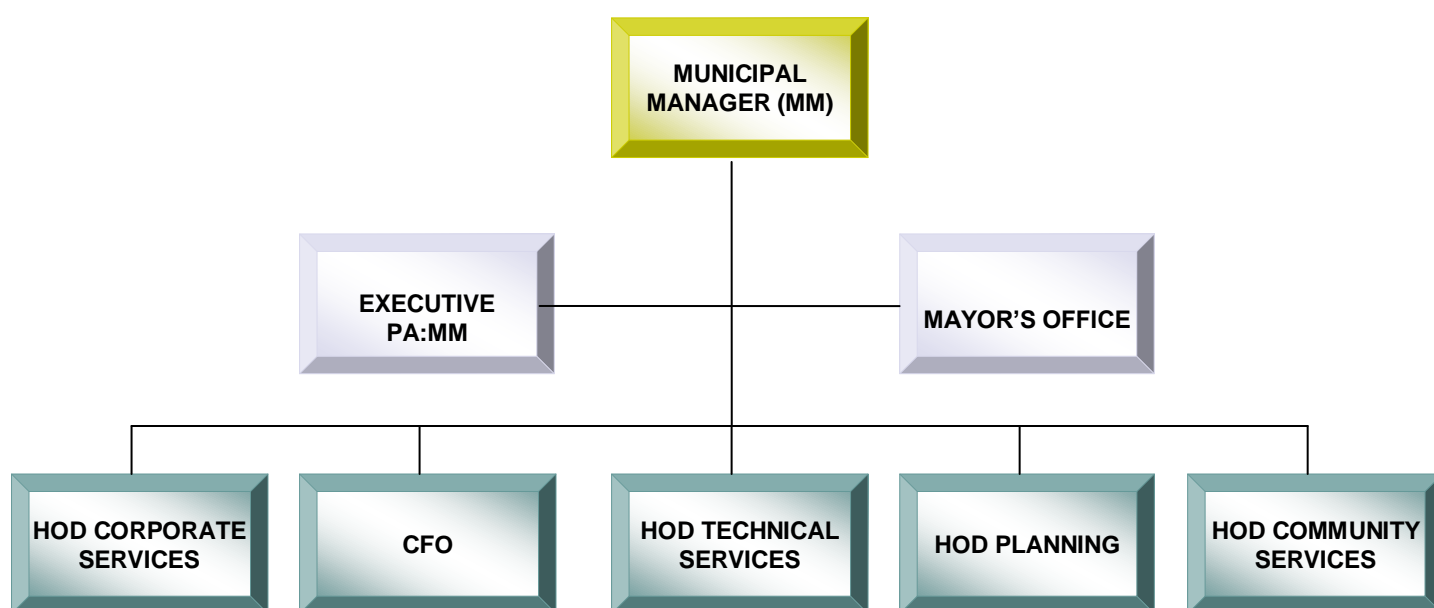 MUNICIPAL
MANAGER (MM)
EXECUTIVE
PA:MM
MAYOR’S OFFICE
HOD CORPORATE
SERVICES
CFO
HOD TECHNICAL
SERVICES
HOD PLANNING
HOD COMMUNITY
SERVICES